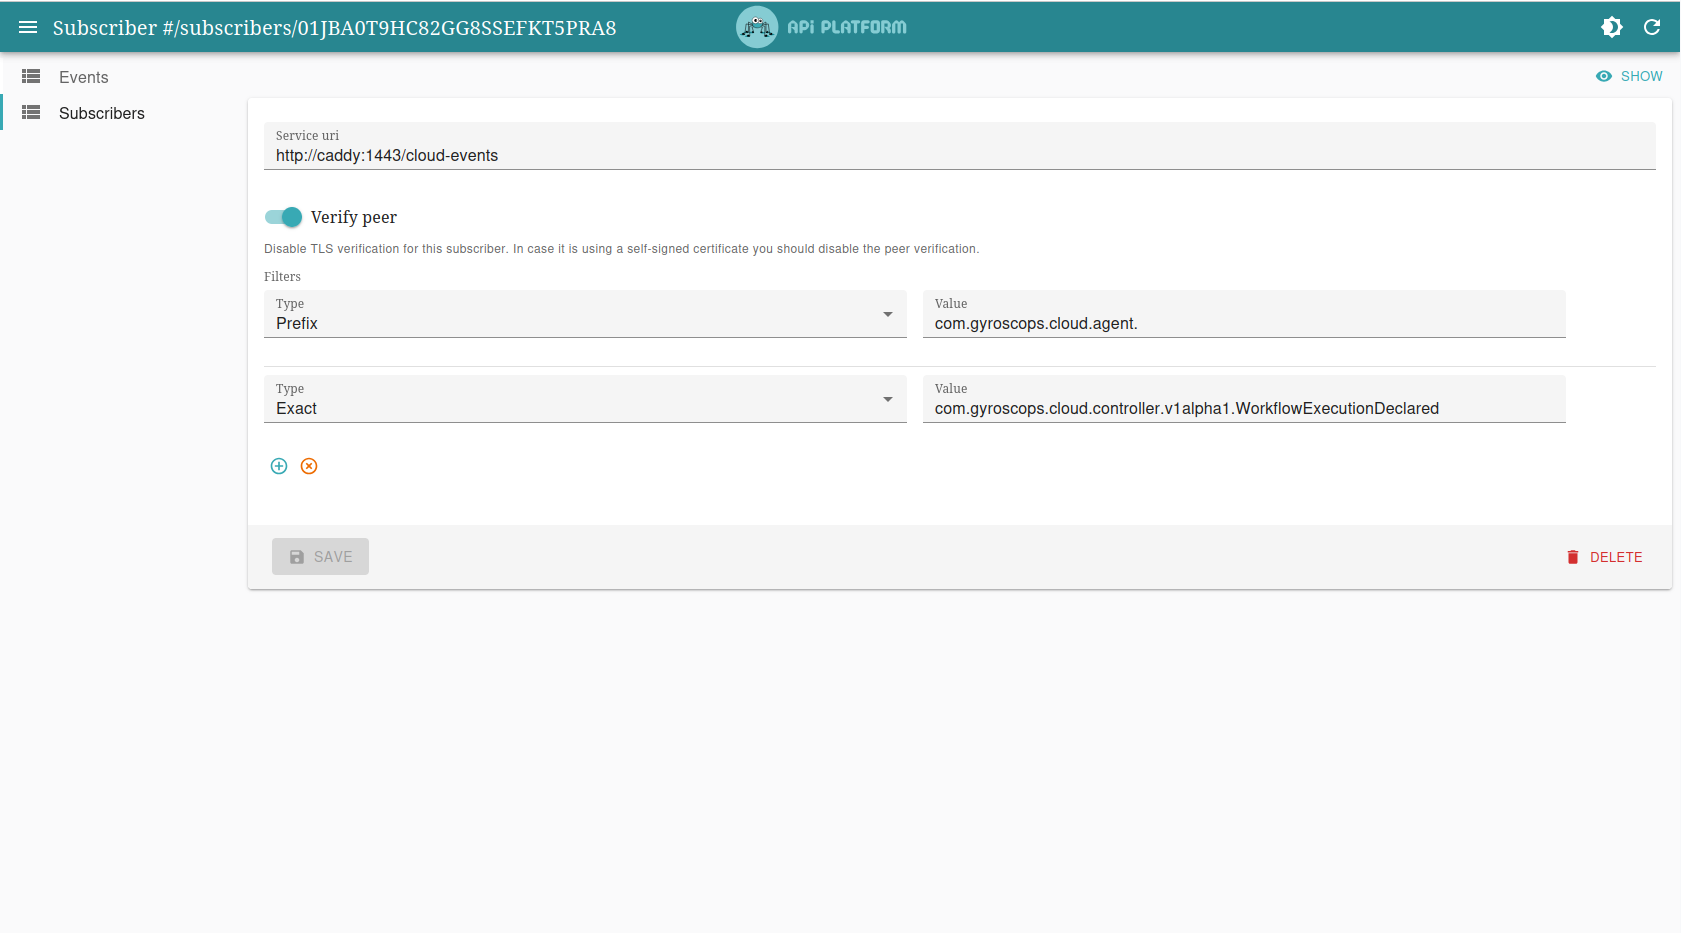 Subscriber #/subscribers/01JBA0T9HC82GG8SSEFKT5PRA8
APi PLATFORM
Events
Subscribers
SHOW
Service uri
http://caddy:1443/cloud-events
Verify peer
Disable TLS verification for this subscriber. In case it is using a self-signed certificate you should disable the peer verification.
Filters
Type
Prefix
Value
com.gyroscops.cloud.agent.
Type
Exact
Value
com.gyroscops.cloud.controller.v1alpha1.WorkflowExecutionDeclared
SAVE
DELETE